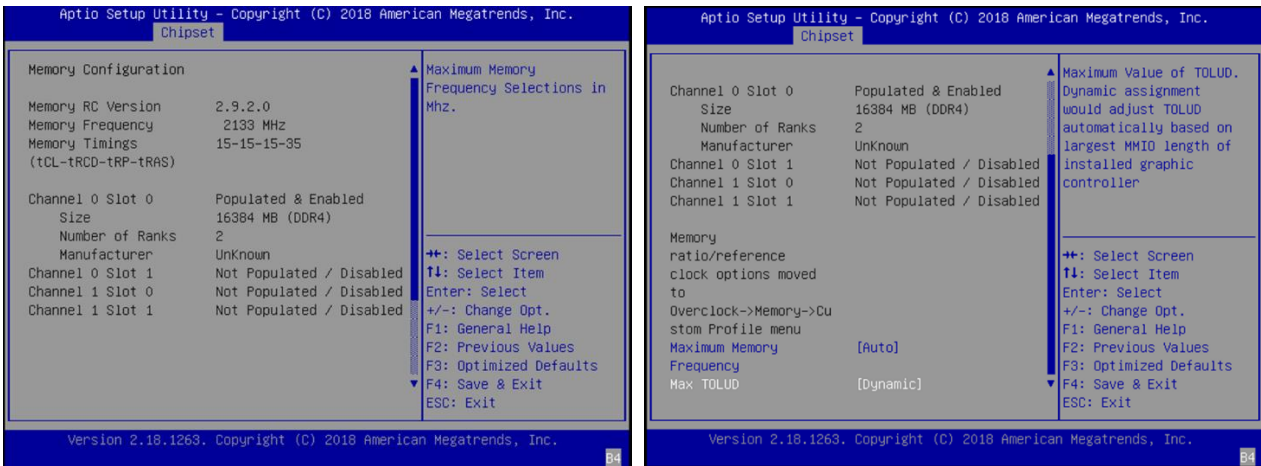 Aptio Setup Utility – Copyright (C) 2018 American Megatrends, Inc.
Chipset
Memory Configuration
Memory RC Version 2.9.2.0
Memory Frequency 2133 MHz
Memory Timings 15-15-15-35
(tCL-tRCD-tRP-tRAS)
Channel 0 Slot 0 Populated & Enabled
Size 16384 MB (DDR4)
Number of Ranks 2
Manufacturer UnKnown
Channel 0 Slot 1 Not Populated / Disabled
Channel 1 Slot 0 Not Populated / Disabled
Channel 1 Slot 1 Not Populated / Disabled
Maximum Memory
Frequency Selections in
Mhz.
→←: Select Screen
↑↓: Select Item
Enter: Select
+/-: Change Opt.
F1: General Help
F2: Previous Values
F3: Optimized Defaults
F4: Save & Exit
ESC: Exit
Version 2.18.1263. Copyright (C) 2018 American Megatrends, Inc.
B4
Aptio Setup Utility – Copyright (C) 2018 American Megatrends, Inc.
Chipset
Channel 0 Slot 0 Populated & Enabled
Size 16384 MB (DDR4)
Number of Ranks 2
Manufacturer UnKnown
Channel 0 Slot 1 Not Populated / Disabled
Channel 1 Slot 0 Not Populated / Disabled
Channel 1 Slot 1 Not Populated / Disabled
Memory
ratio/reference
clock options moved
to
Overclock->Memory->Cu
stom Profile menu
Maximum Memory [Auto]
Frequency
Max TOLUD [Dynamic]
Maximum Value of TOLUD.
Dynamic assignment
would adjust TOLUD
automatically based on
largest MMIO length of
installed graphic
controller
→←: Select Screen
↑↓: Select Item
Enter: Select
+/-: Change Opt.
F1: General Help
F2: Previous Values
F3: Optimized Defaults
F4: Save & Exit
ESC: Exit
Version 2.18.1263. Copyright (C) 2018 American Megatrends, Inc.
B4